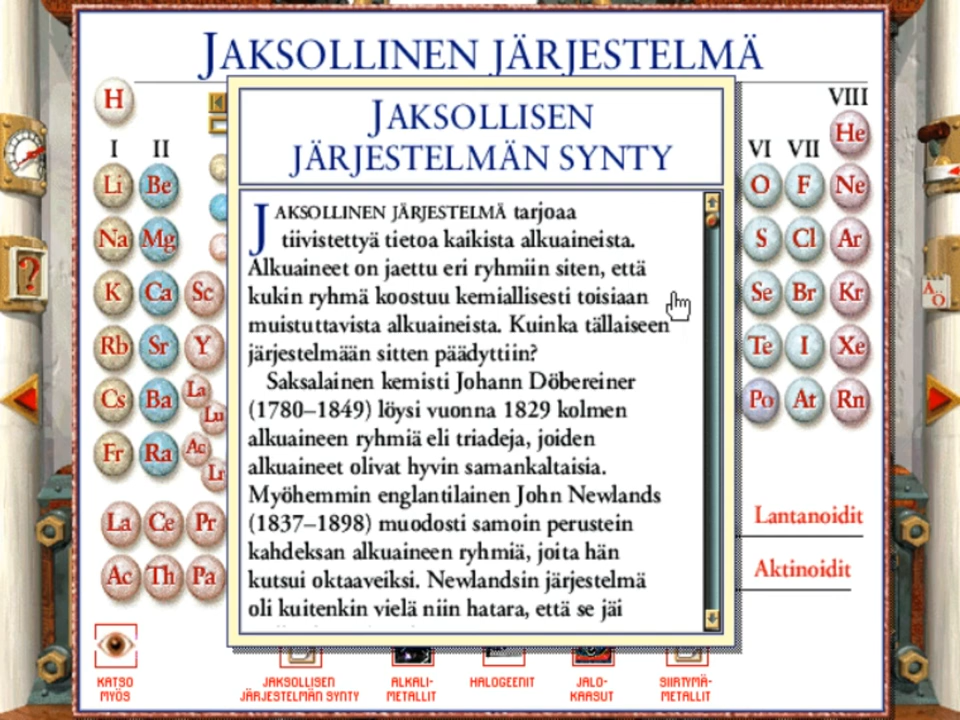 JAKSOLLINEN JÄRJESTELMÄ
H
VIII
He
I II
VI VII
Li Be
O F Ne
Na Mg
S Cl Ar
K Ca Sc
Se Br Kr
Rb Sr Y
Te I Xe
Cs Ba La
Lu
Po At Rn
Fr Ra Ac
Lr
La Ce Pr
Ac Th Pa
JAKSOLLISEN
JÄRJESTELMÄN SYNTY
JAKSOLLINEN JÄRJESTELMÄ tarjoaa
tiivistettyä tietoa kaikista alkuaineista.
Alkuaineet on jaettu eri ryhmiin siten, että
kukin ryhmä koostuu kemiallisesti toisiaan
muistuttavista alkuaineista. Kuinka tällaiseen
järjestelmään sitten päädyttiin?
Saksalainen kemisti Johann Döbereiner
(1780–1849) löysi vuonna 1829 kolmen
alkuaineen ryhmiä eli triadeja, joiden
alkuaineet olivat hyvin samankaltaisia.
Myöhemmin englantilainen John Newlands
(1837–1898) muodosti samoin perustein
kahdeksan alkuaineen ryhmiä, joita hän
kutsui oktaaveiksi. Newlandsin järjestelmä
oli kuitenkin vielä niin hatara, että se jäi
Lantanoidit
Aktinoidit
?
A..O
KATSO
MYÖS
JAKSOLLISEN
JÄRJESTELMÄN SYNTY
ALKALI-
METALLIT
HALOGEENIT
JALO-
KAASUT
SIIRTYMÄ-
METALLIT